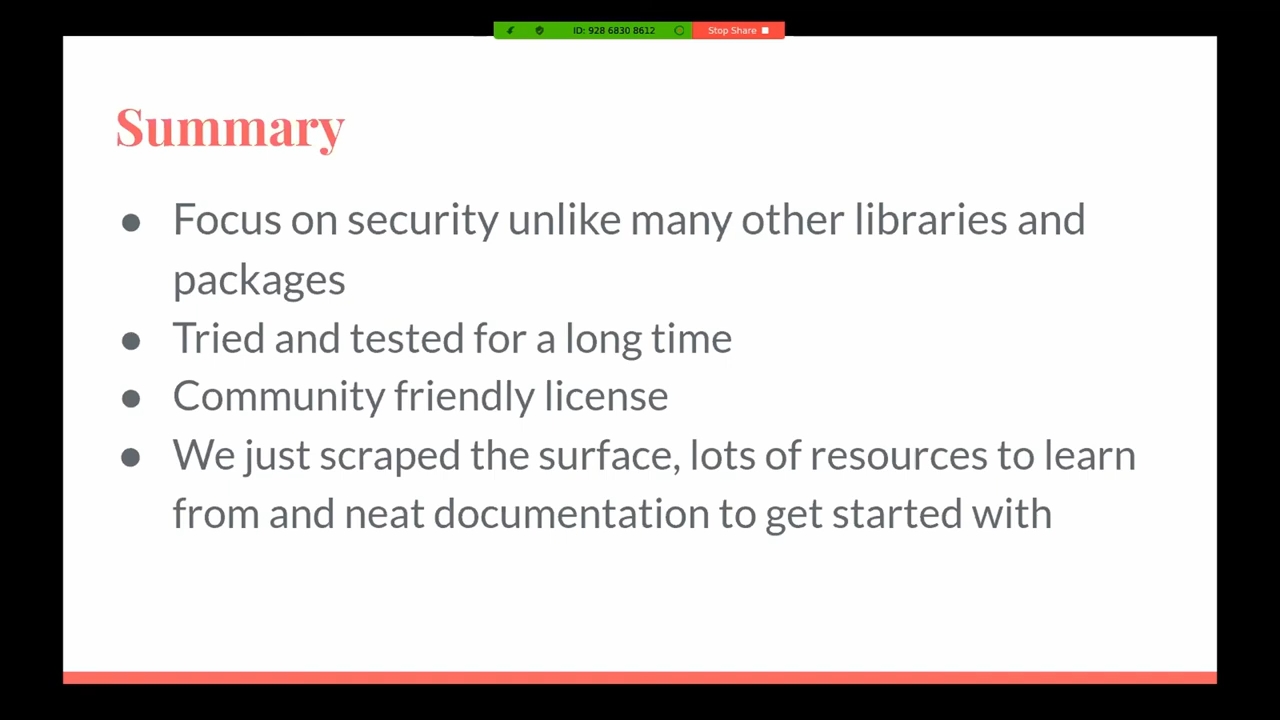 ID: 928 6830 8612
Stop Share
Summary
● Focus on security unlike many other libraries and
packages
● Tried and tested for a long time
● Community friendly license
● We just scraped the surface, lots of resources to learn
from and neat documentation to get started with